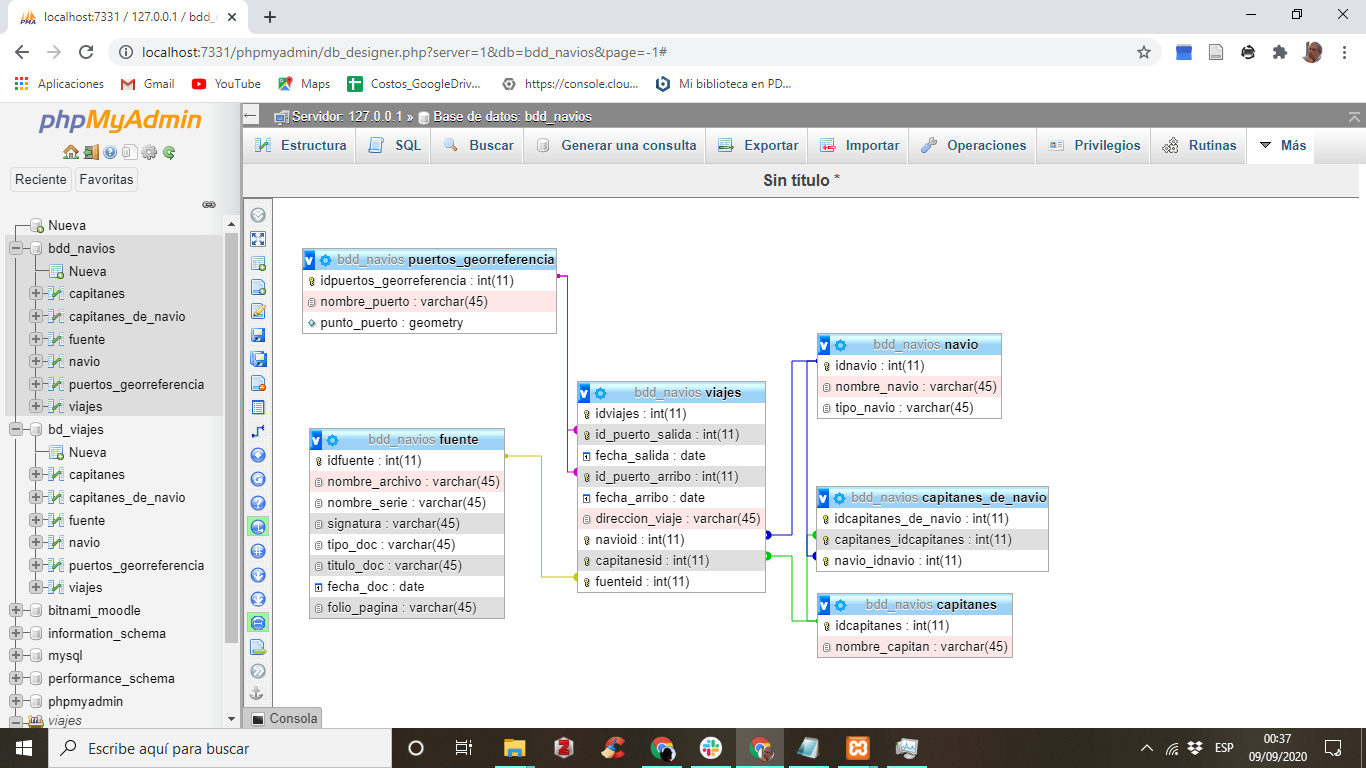 localhost:7331 / 127.0.0.1 / bdd_
localhost:7331/phpmyadmin/db_designer.php?server=1&db=bdd_navios&page=-1#
Aplicaciones Gmail YouTube Maps Costos_GoogleDriv... https://console.clou... Mi biblioteca en PD...
phpMyAdmin
Reciente Favoritas
Nueva
bdd_navios
Nueva
capitanes
capitanes_de_navio
fuente
navio
puertos_georreferencia
viajes
bd_viajes
Nueva
capitanes
capitanes_de_navio
fuente
navio
puertos_georreferencia
viajes
bitnami_moodle
information_schema
mysql
performance_schema
phpmyadmin
viajes
Servidor: 127.0.0.1 » Base de datos: bdd_navios
Estructura SQL Buscar Generar una consulta Exportar Importar Operaciones Privilegios Rutinas Más
Sin título *
v bdd_navios puertos_georreferencia
idpuertos_georreferencia : int(11)
nombre_puerto : varchar(45)
punto_puerto : geometry
v bdd_navios fuente
idfuente : int(11)
nombre_archivo : varchar(45)
nombre_serie : varchar(45)
signatura : varchar(45)
tipo_doc : varchar(45)
titulo_doc : varchar(45)
fecha_doc : date
folio_pagina : varchar(45)
v bdd_navios viajes
idviajes : int(11)
id_puerto_salida : int(11)
fecha_salida : date
id_puerto_arribo : int(11)
fecha_arribo : date
direccion_viaje : varchar(45)
navioid : int(11)
capitanesid : int(11)
fuenteid : int(11)
v bdd_navios navio
idnavio : int(11)
nombre_navio : varchar(45)
tipo_navio : varchar(45)
v bdd_navios capitanes_de_navio
idcapitanes_de_navio : int(11)
capitanes_idcapitanes : int(11)
navio_idnavio : int(11)
v bdd_navios capitanes
idcapitanes : int(11)
nombre_capitan : varchar(45)
Consola
Escribe aquí para buscar
ESP
00:37
09/09/2020